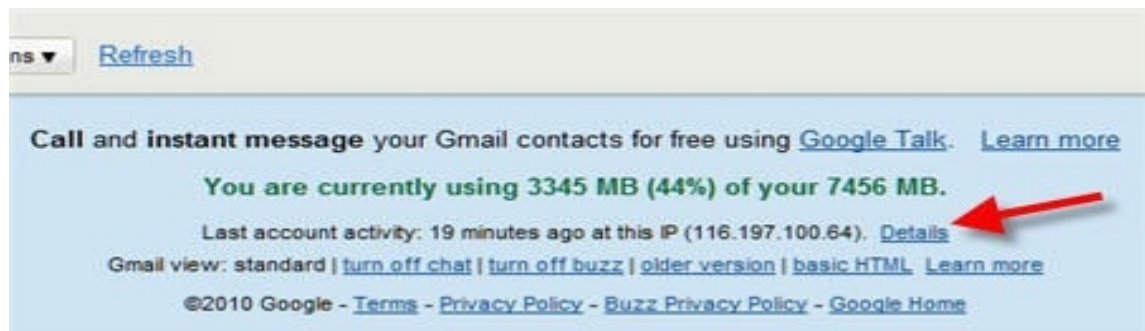 ns ▾ Refresh
Call and instant message your Gmail contacts for free using Google Talk. Learn more
You are currently using 3345 MB (44%) of your 7456 MB.
Last account activity: 19 minutes ago at this IP (116.197.100.64). Details
Gmail view: standard | turn off chat | turn off buzz | older version | basic HTML Learn more
©2010 Google - Terms - Privacy Policy - Buzz Privacy Policy - Google Home